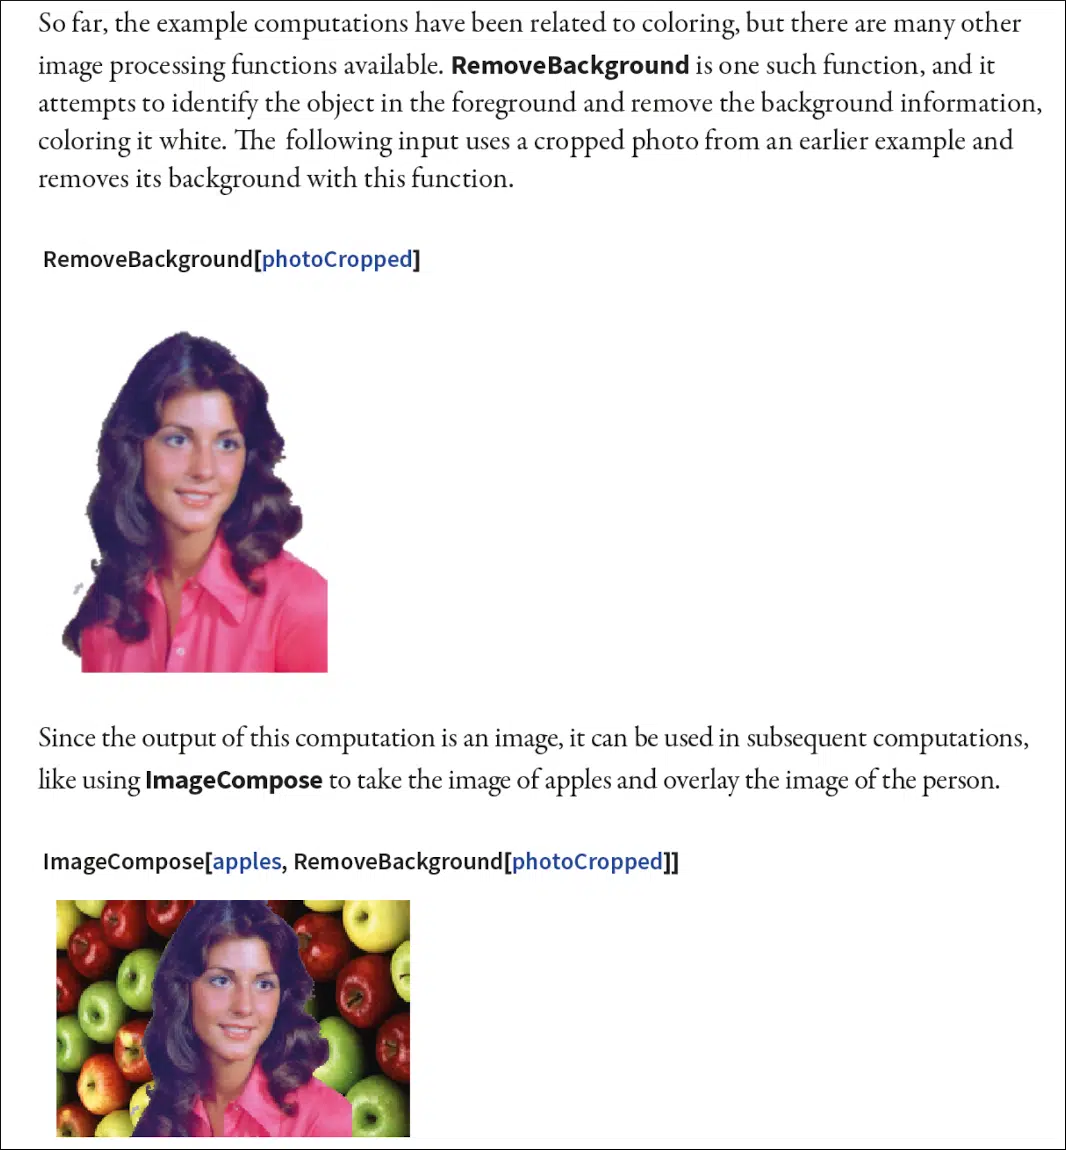 So far, the example computations have been related to coloring, but there are many other
image processing functions available. RemoveBackground is one such function, and it
attempts to identify the object in the foreground and remove the background information,
coloring it white. The following input uses a cropped photo from an earlier example and
removes its background with this function.
RemoveBackground[photoCropped]
Since the output of this computation is an image, it can be used in subsequent computations,
like using ImageCompose to take the image of apples and overlay the image of the person.
ImageCompose[apples, RemoveBackground[photoCropped]]